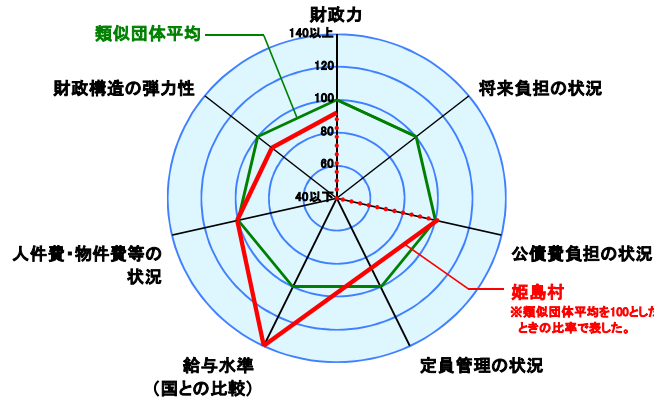 財政力
140以上
類似団体平均
120
財政構造の弾力性
将来負担の状況
100
80
60
40以下
人件費・物件費等の
状況
公債費負担の状況
姫島村
※類似団体平均を100とした
ときの比率で表した。
給与水準
（国との比較）
定員管理の状況